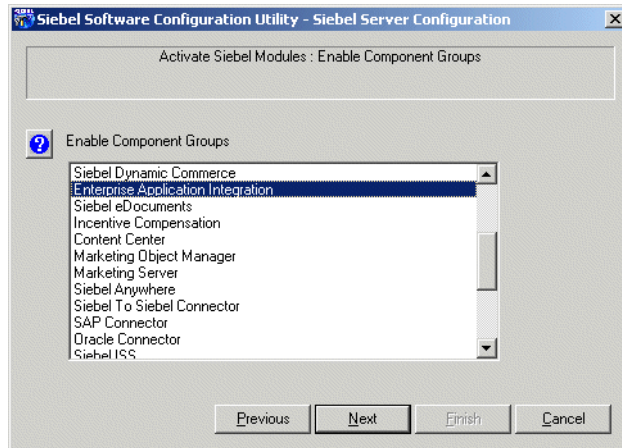 Siebel Software Configuration Utility - Siebel Server Configuration
Activate Siebel Modules : Enable Component Groups
Enable Component Groups
Siebel Dynamic Commerce
Enterprise Application Integration
Siebel eDocuments
Incentive Compensation
Content Center
Marketing Object Manager
Marketing Server
Siebel Anywhere
Siebel To Siebel Connector
SAP Connector
Oracle Connector
Siebel ISS
Previous Next Finish Cancel